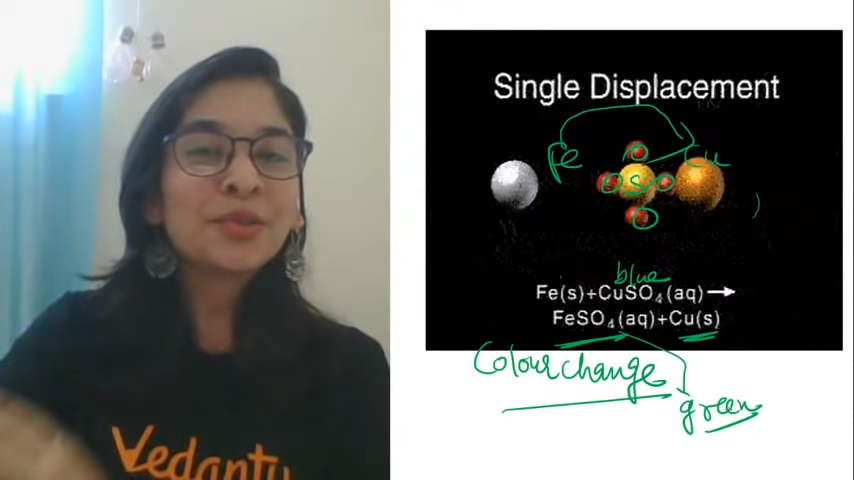 Single Displacement
Fe
Cu
S
blue
Fe(s)+CuSO₄(aq)→
FeSO₄(aq)+Cu(s)
Colour change
green
Vedantu